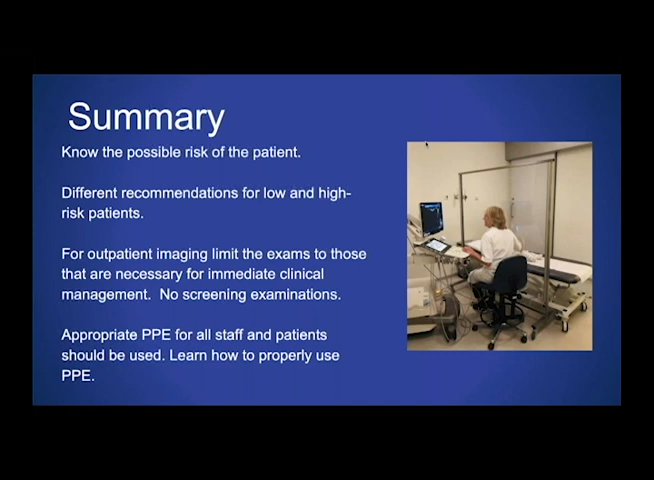 Summary
Know the possible risk of the patient.
Different recommendations for low and high-
risk patients.
For outpatient imaging limit the exams to those
that are necessary for immediate clinical
management.  No screening examinations.
Appropriate PPE for all staff and patients
should be used. Learn how to properly use
PPE.